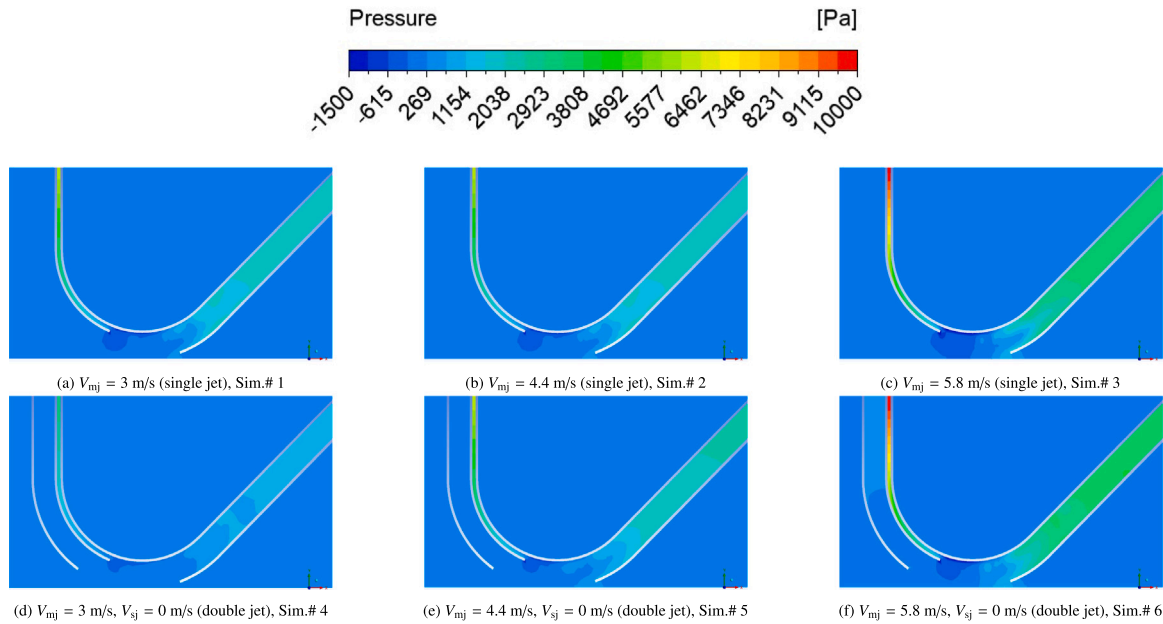 Pressure [Pa]
-1500 -615 269 1154 2038 2923 3808 4692 5577 6462 7346 8231 9115 10000
(a) Vmj = 3 m/s (single jet), Sim.# 1
(b) Vmj = 4.4 m/s (single jet), Sim.# 2
(c) Vmj = 5.8 m/s (single jet), Sim.# 3
(d) Vmj = 3 m/s, Vsj = 0 m/s (double jet), Sim.# 4
(e) Vmj = 4.4 m/s, Vsj = 0 m/s (double jet), Sim.# 5
(f) Vmj = 5.8 m/s, Vsj = 0 m/s (double jet), Sim.# 6